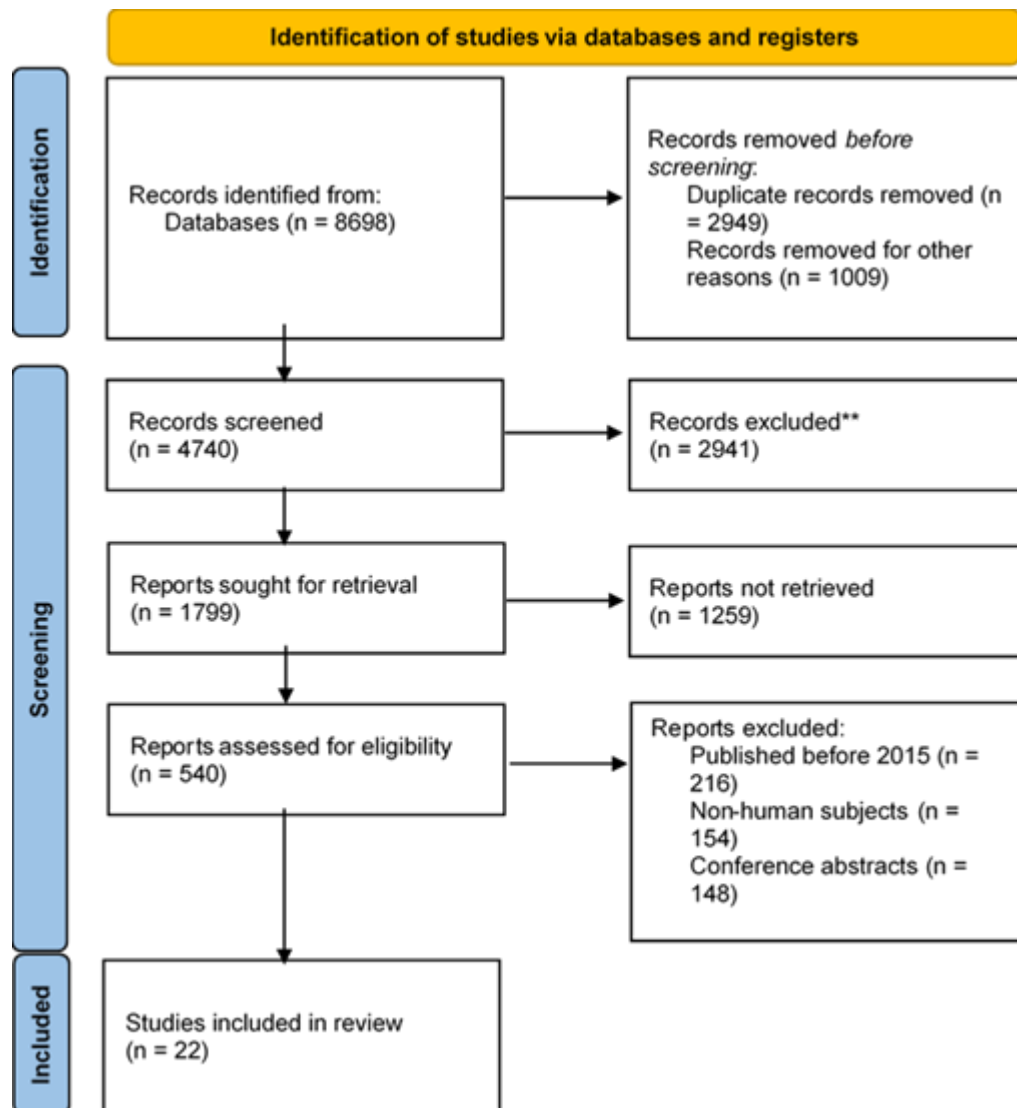 Identification of studies via databases and registers
Identification
Records identified from:
Databases (n = 8698)
Records removed before
screening:
Duplicate records removed (n
= 2949)
Records removed for other
reasons (n = 1009)
Screening
Records screened
(n = 4740)
Records excluded**
(n = 2941)
Reports sought for retrieval
(n = 1799)
Reports not retrieved
(n = 1259)
Reports assessed for eligibility
(n = 540)
Reports excluded:
Published before 2015 (n =
216)
Non-human subjects (n =
154)
Conference abstracts (n =
148)
Included
Studies included in review
(n = 22)